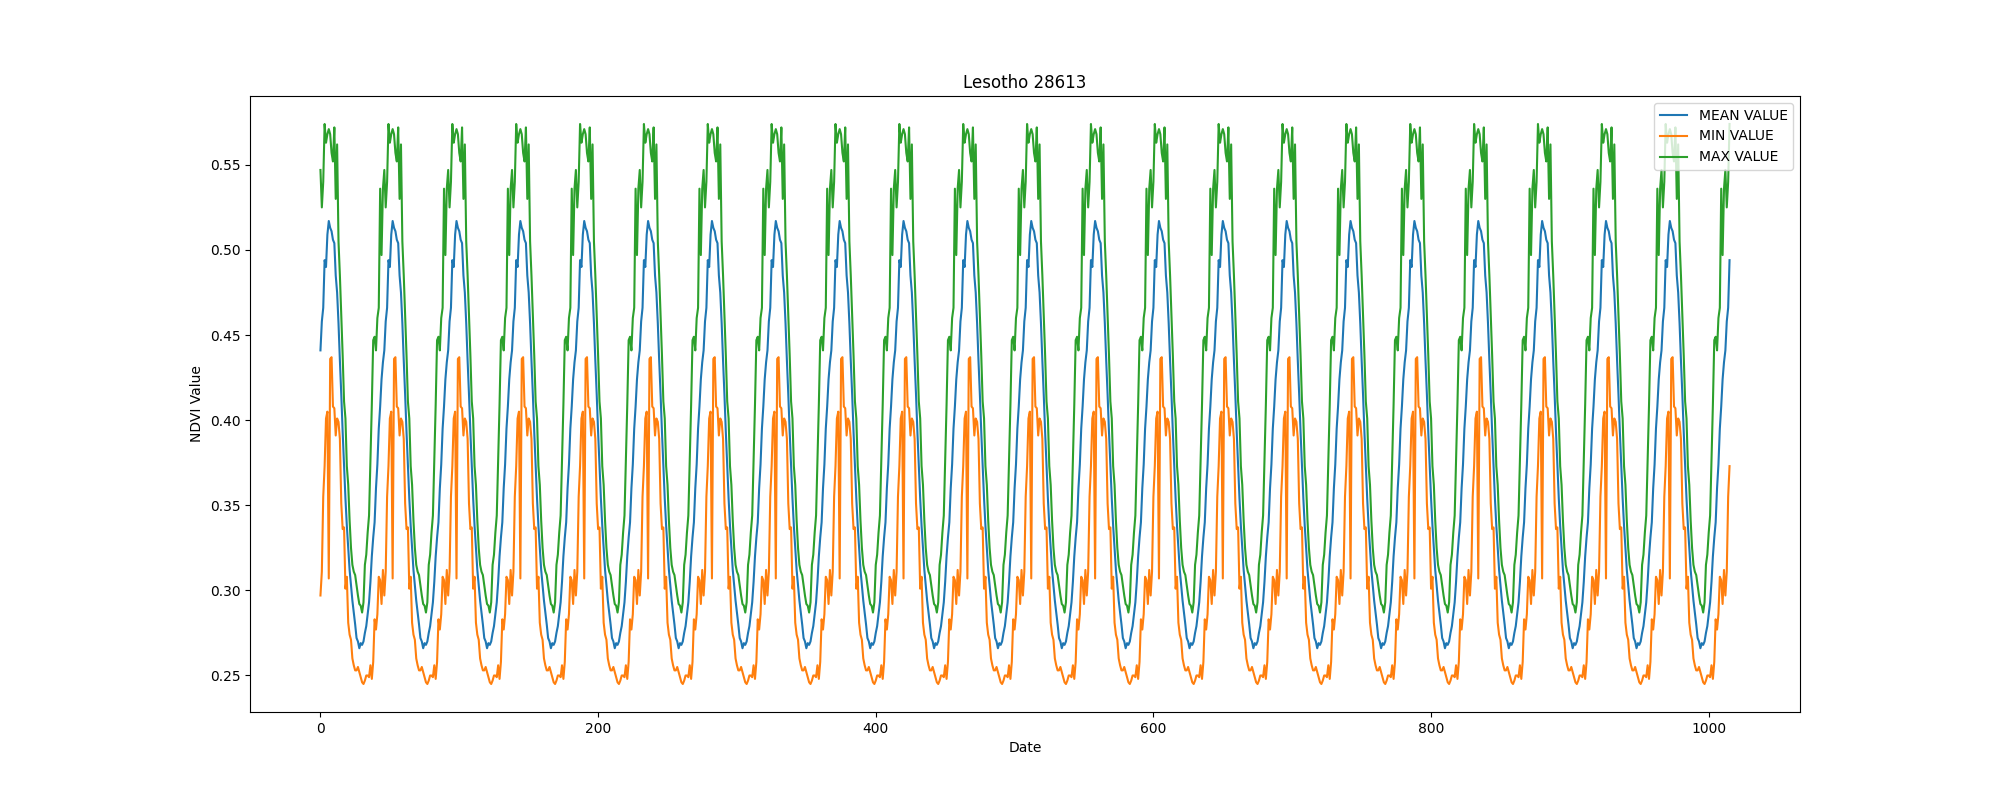 Lesotho 28613
MEAN VALUE
MIN VALUE
MAX VALUE
0.55
0.50
0.45
0.40
0.35
0.30
0.25
NDVI Value
0 200 400 600 800 1000
Date